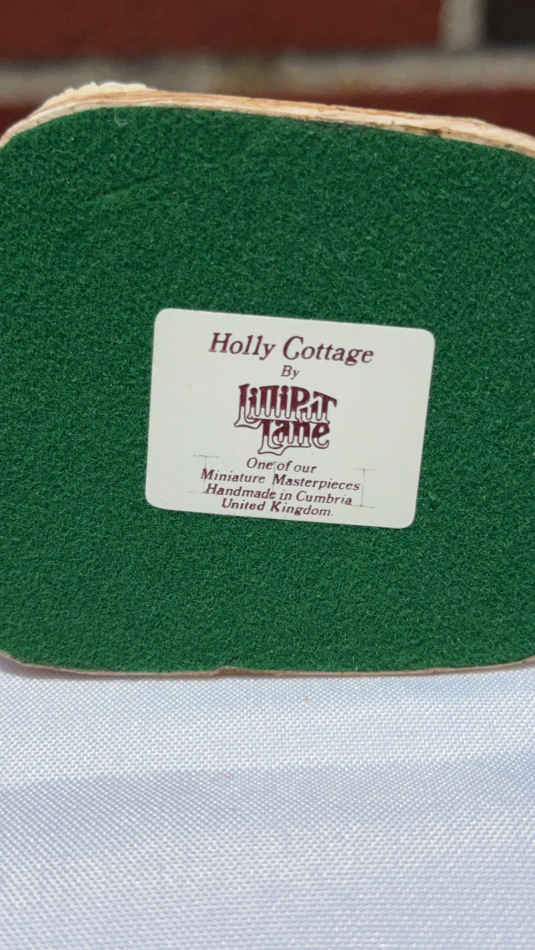 Holly Cottage
By
Lilliput
Lane
One of our
Miniature Masterpieces
Handmade in Cumbria
United Kingdom.